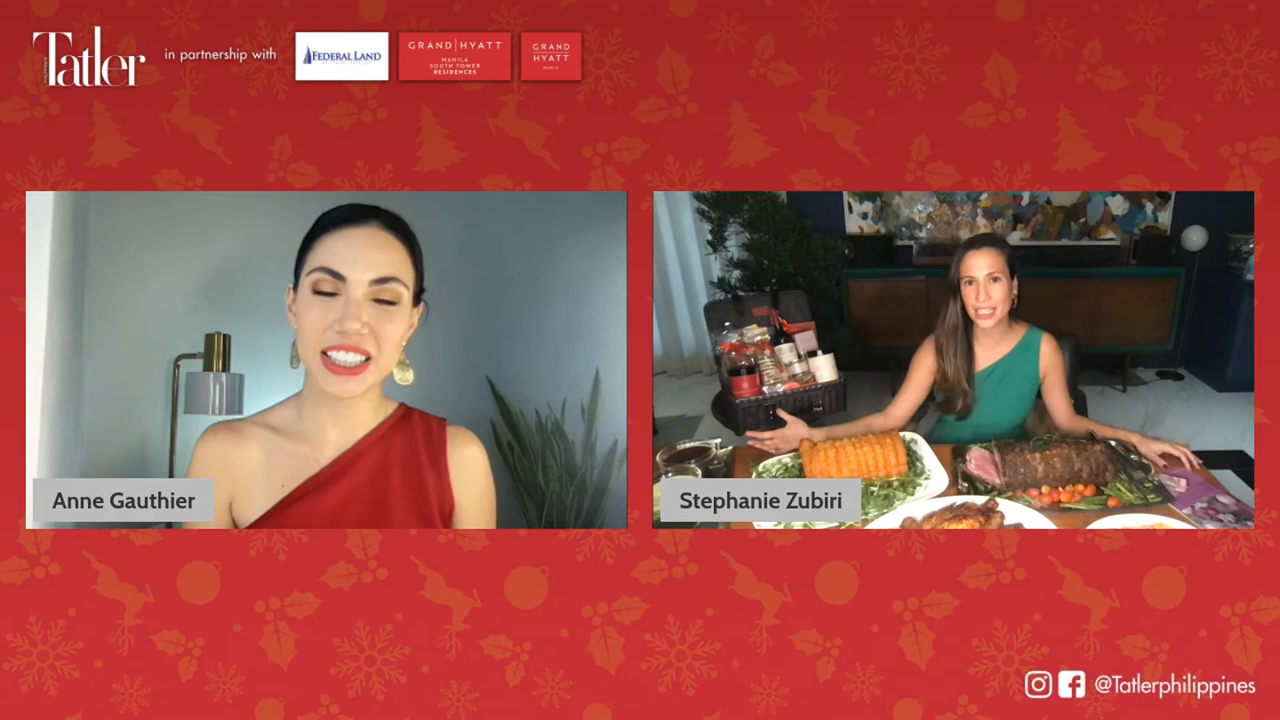 Tatler
in partnership with
FEDERAL LAND
GRAND | HYATT
MANILA
SOUTH TOWER
RESIDENCES
GRAND
HYATT
MANILA
Anne Gauthier
Stephanie Zubiri
@Tatlerphilippines